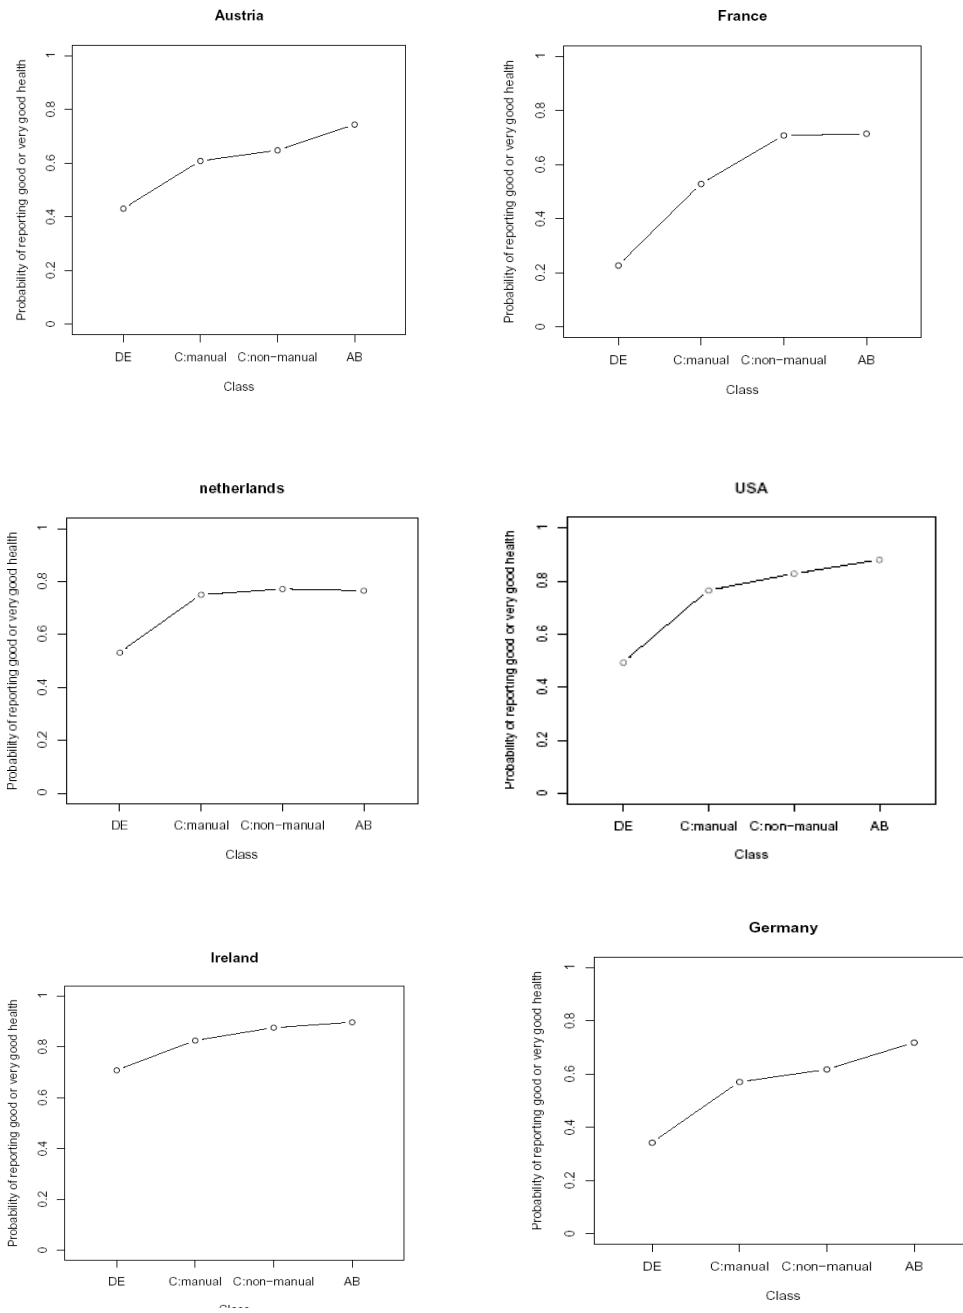 Austria
Probability of reporting good or very good health
1
0.8
0.6
0.4
0.2
0
DE C:manual C:non-manual AB
Class
France
Probability of reporting good or very good health
1
0.8
0.6
0.4
0.2
0
DE C:manual C:non-manual AB
Class
netherlands
Probability of reporting good or very good health
1
0.8
0.6
0.4
0.2
0
DE C:manual C:non-manual AB
Class
USA
Probability of reporting good or very good health
1
0.8
0.6
0.4
0.2
0
DE C:manual C:non-manual AB
Class
Ireland
Probability of reporting good or very good health
1
0.8
0.6
0.4
0.2
0
DE C:manual C:non-manual AB
Class
Germany
Probability of reporting good or very good health
1
0.8
0.6
0.4
0.2
0
DE C:manual C:non-manual AB
Class